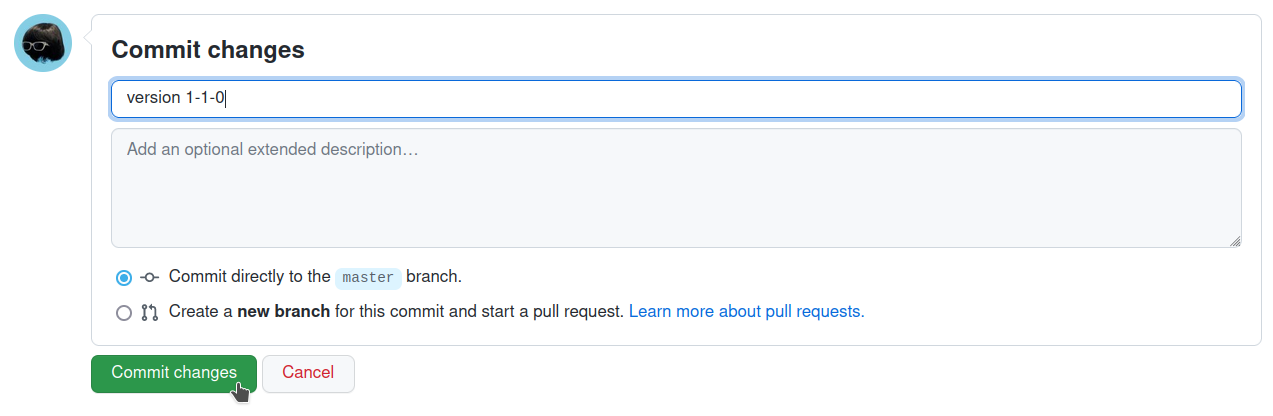 Commit changes
version 1-1-0
Add an optional extended description…
Commit directly to the master branch.
Create a new branch for this commit and start a pull request. Learn more about pull requests.
Commit changes Cancel